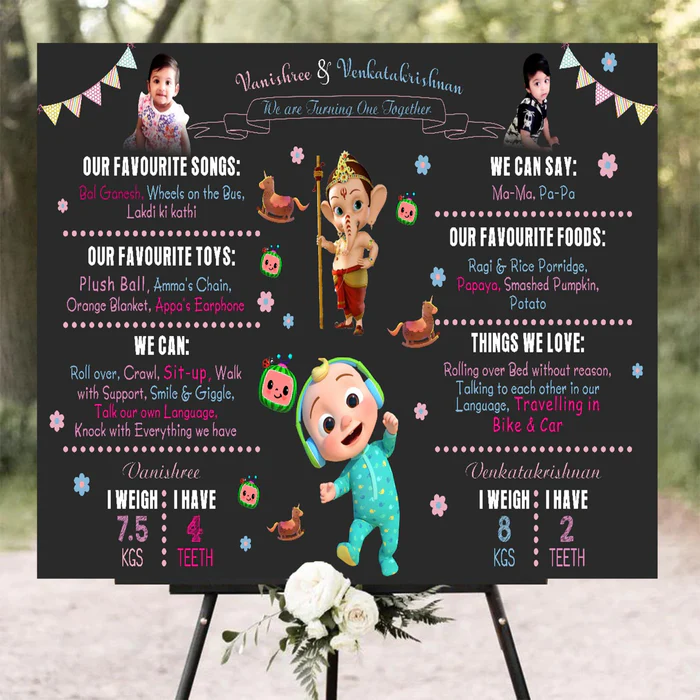 Vanishree & Venkatakrishnan
We are Turning One Together
OUR FAVOURITE SONGS:
Bal Ganesh, Wheels on the Bus,
Lakdi ki kathi
OUR FAVOURITE TOYS:
Plush Ball, Amma's Chain,
Orange Blanket, Appa's Earphone
WE CAN:
Roll over, Crawl, Sit-up, Walk
with Support, Smile & Giggle,
Talk our own Language,
Knock with Everything we have
Vanishree
I WEIGH
7.5
KGS
I HAVE
4
TEETH
WE CAN SAY:
Ma-Ma, Pa-Pa
OUR FAVOURITE FOODS:
Ragi & Rice Porridge,
Papaya, Smashed Pumpkin,
Potato
THINGS WE LOVE:
Rolling over Bed without reason,
Talking to each other in our
Language, Travelling in
Bike & Car
Venkatakrishnan
I WEIGH
8
KGS
I HAVE
2
TEETH